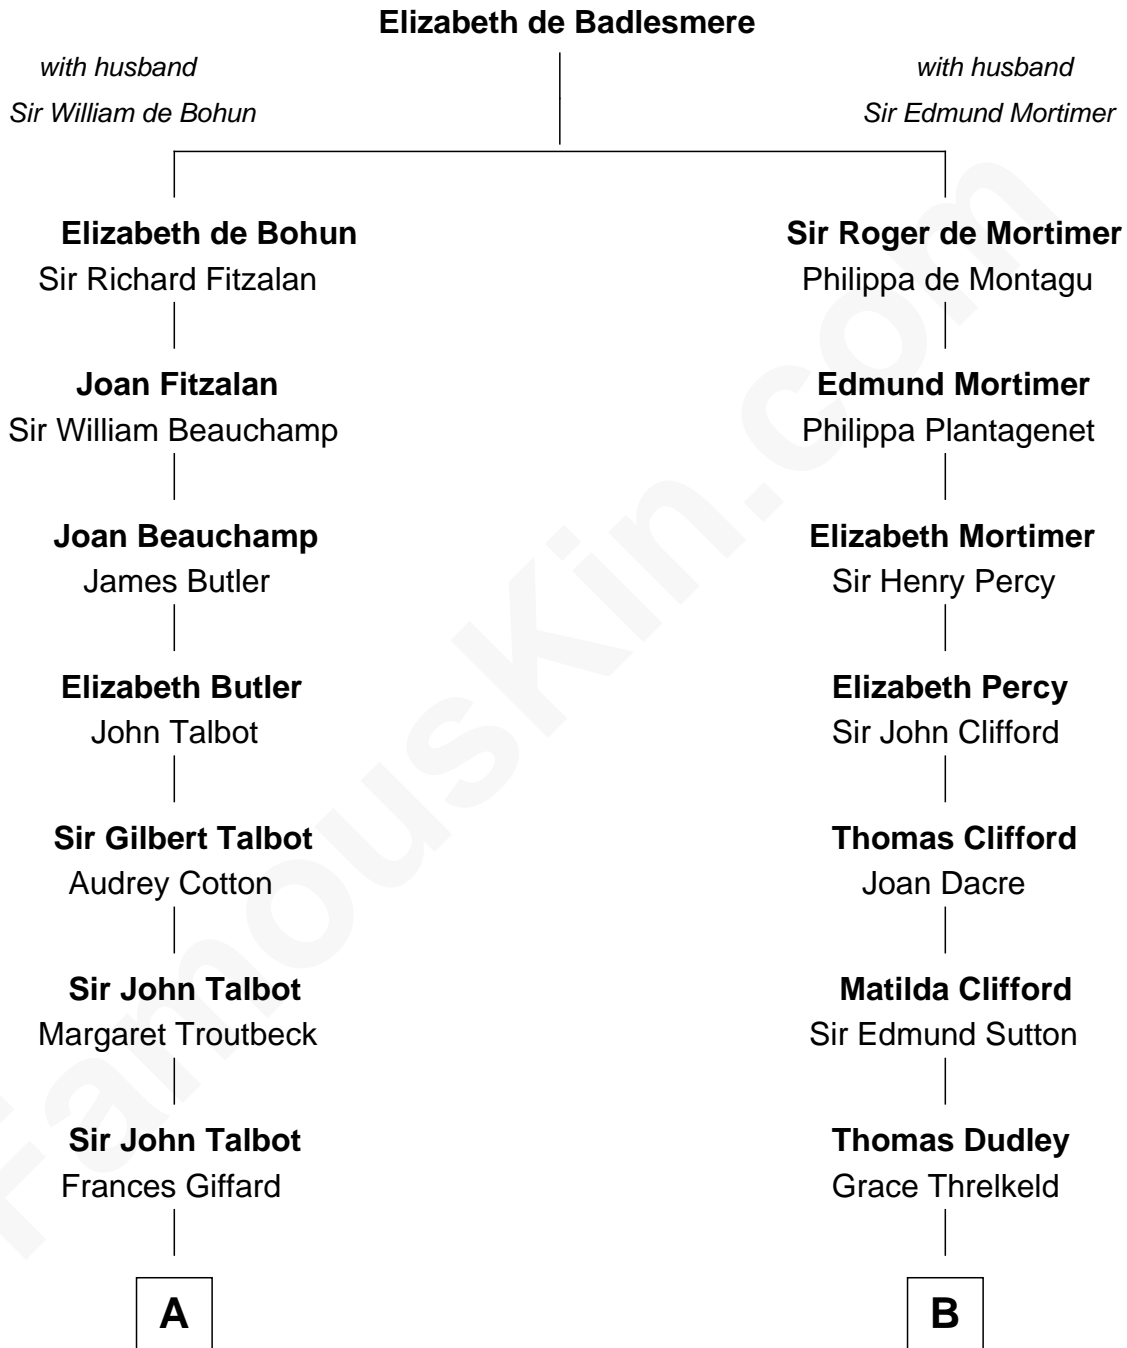 Elizabeth de Badlesmere
with husband
Sir William de Bohun
with husband
Sir Edmund Mortimer
Elizabeth de Bohun
Sir Richard Fitzalan
Sir Roger de Mortimer
Philippa de Montagu
Joan Fitzalan
Sir William Beauchamp
Edmund Mortimer
Philippa Plantagenet
Joan Beauchamp
James Butler
Elizabeth Mortimer
Sir Henry Percy
Elizabeth Butler
John Talbot
Elizabeth Percy
Sir John Clifford
Sir Gilbert Talbot
Audrey Cotton
Thomas Clifford
Joan Dacre
Sir John Talbot
Margaret Troutbeck
Matilda Clifford
Sir Edmund Sutton
Sir John Talbot
Frances Giffard
Thomas Dudley
Grace Threlkeld
A
B
FamousKin.com